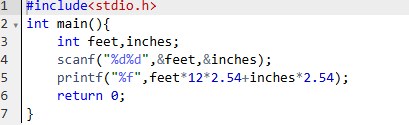 1 #include<stdio.h>
2 int main(){
3 int feet,inches;
4 scanf("%d%d",&feet,&inches);
5 printf("%f",feet*12*2.54+inches*2.54);
6 return 0;
7 }